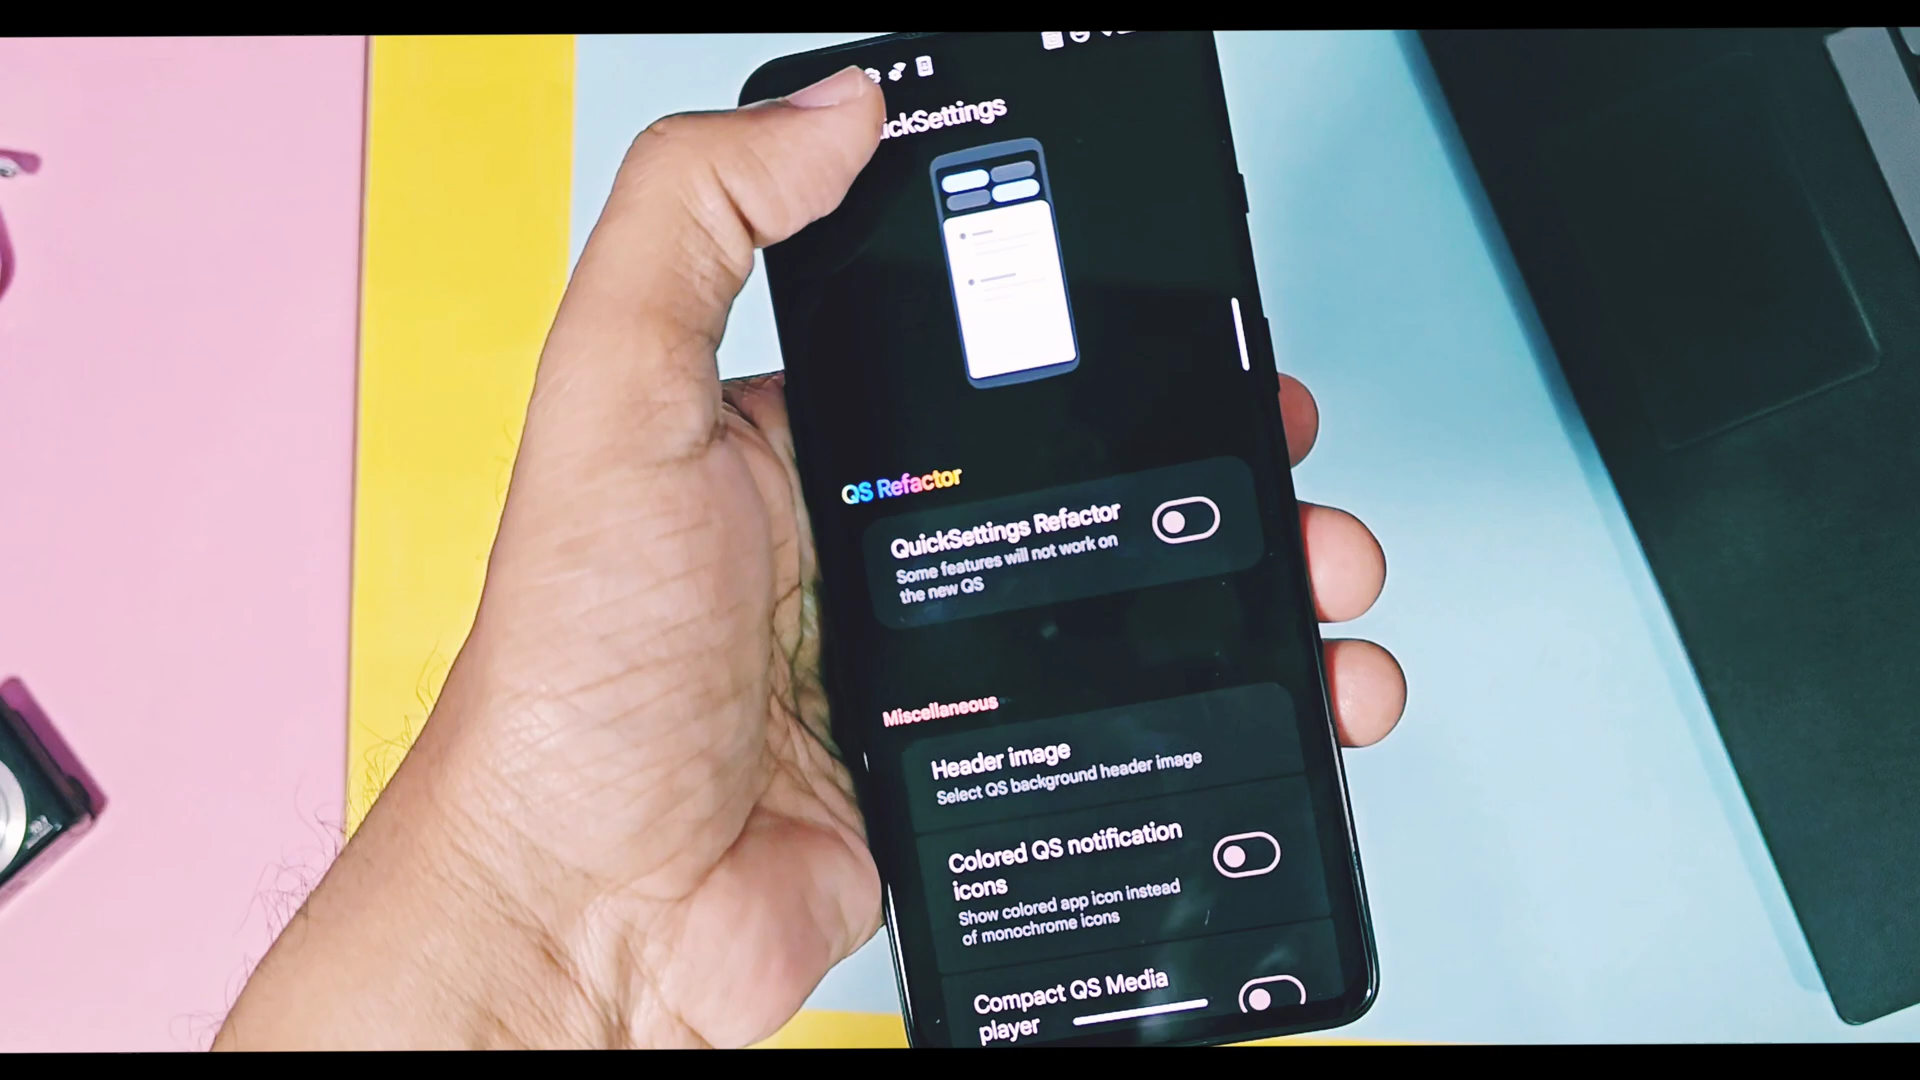 ickSettings
QS Refactor
QuickSettings Refactor
Some features will not work on
the new QS
Miscellaneous
Header image
Select QS background header image
Colored QS notification
icons
Show colored app icon instead
of monochrome icons
Compact QS Media
player